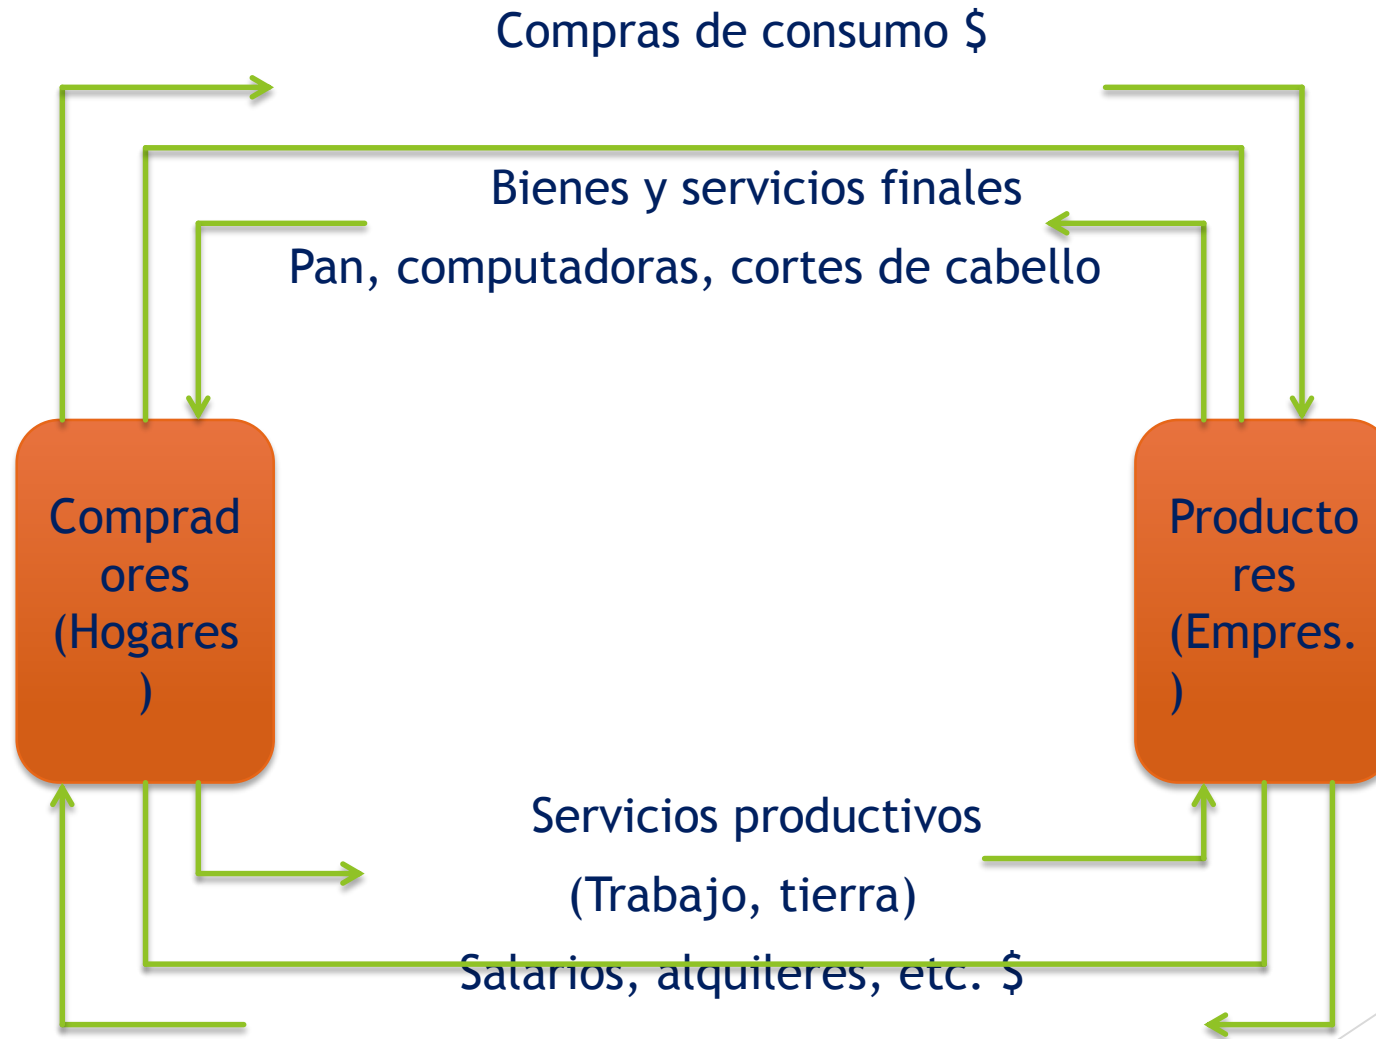 Compras de consumo $
Bienes y servicios finales
Pan, computadoras, cortes de cabello
Comprad
ores
(Hogares
)
Producto
res
(Empres.
)
Servicios productivos
(Trabajo, tierra)
Salarios, alquileres, etc. $